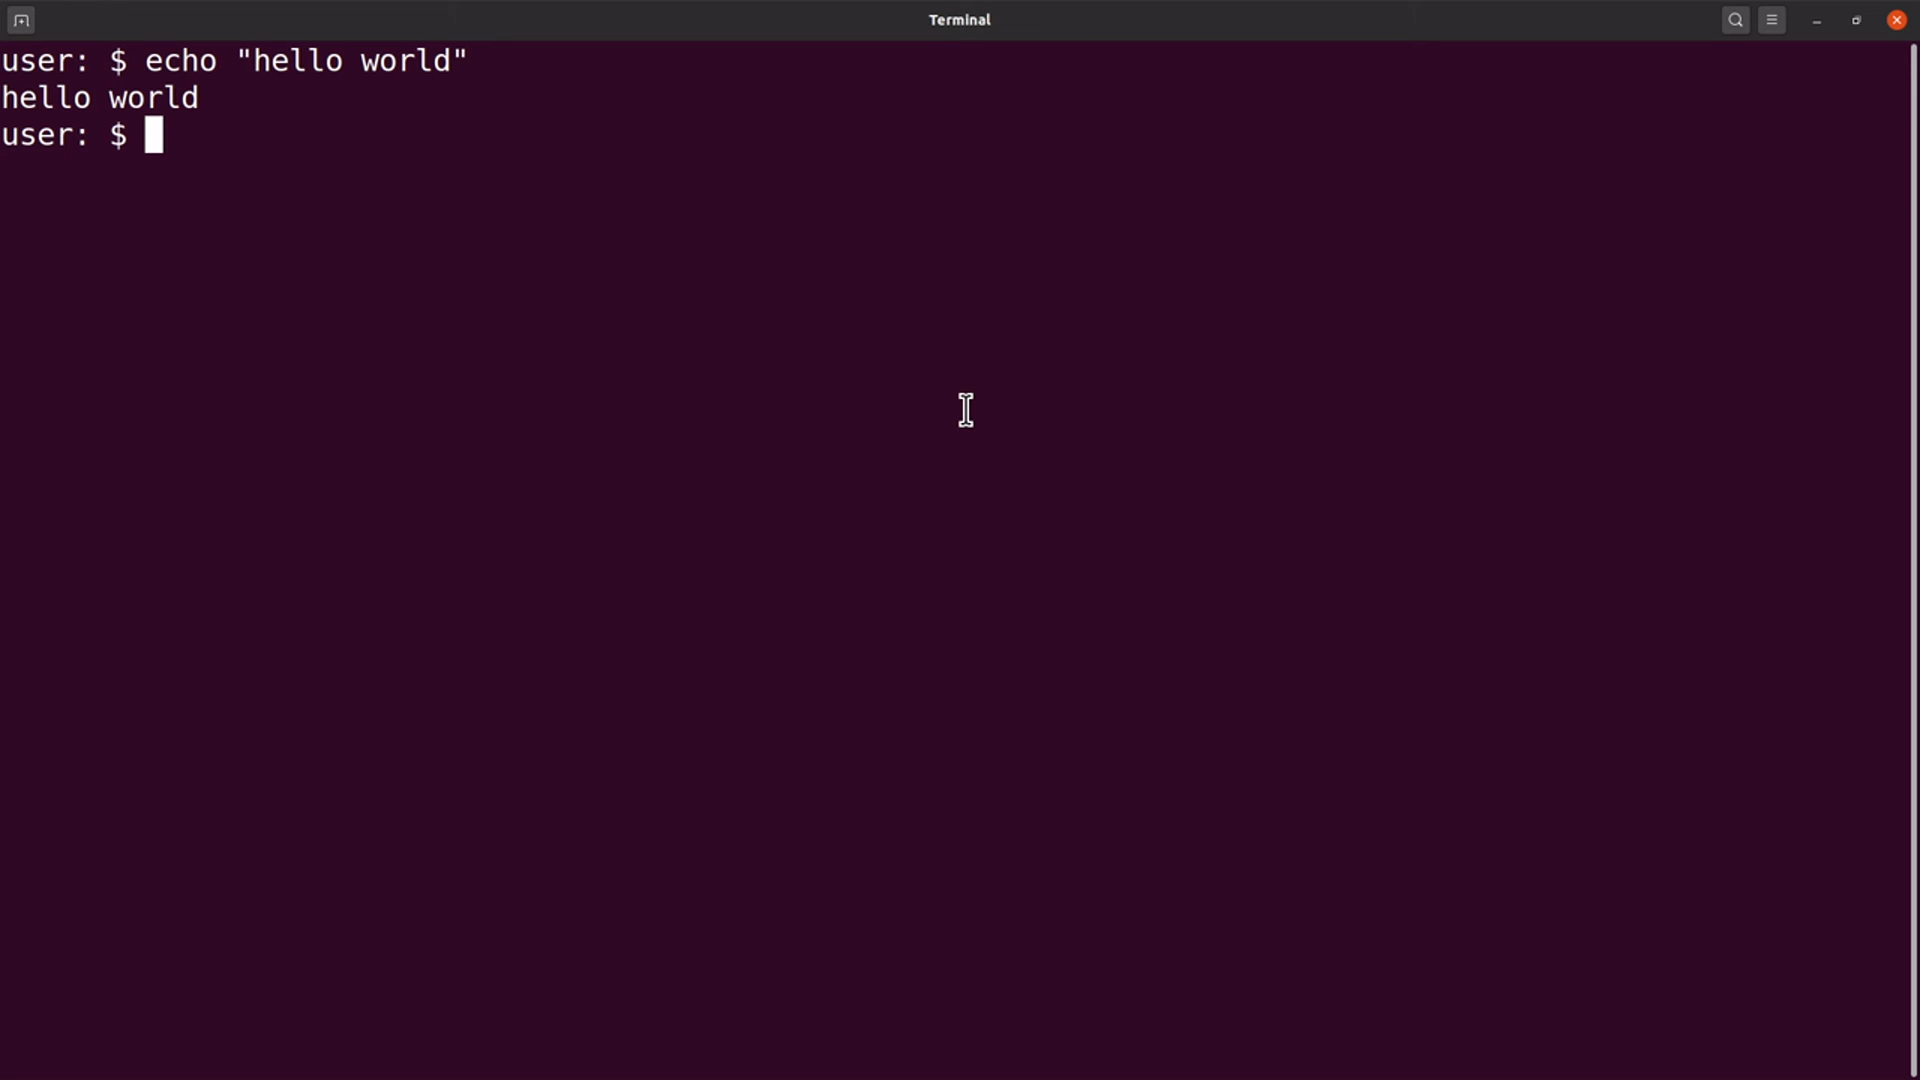 Terminal
user: $ echo "hello world"
hello world
user: $